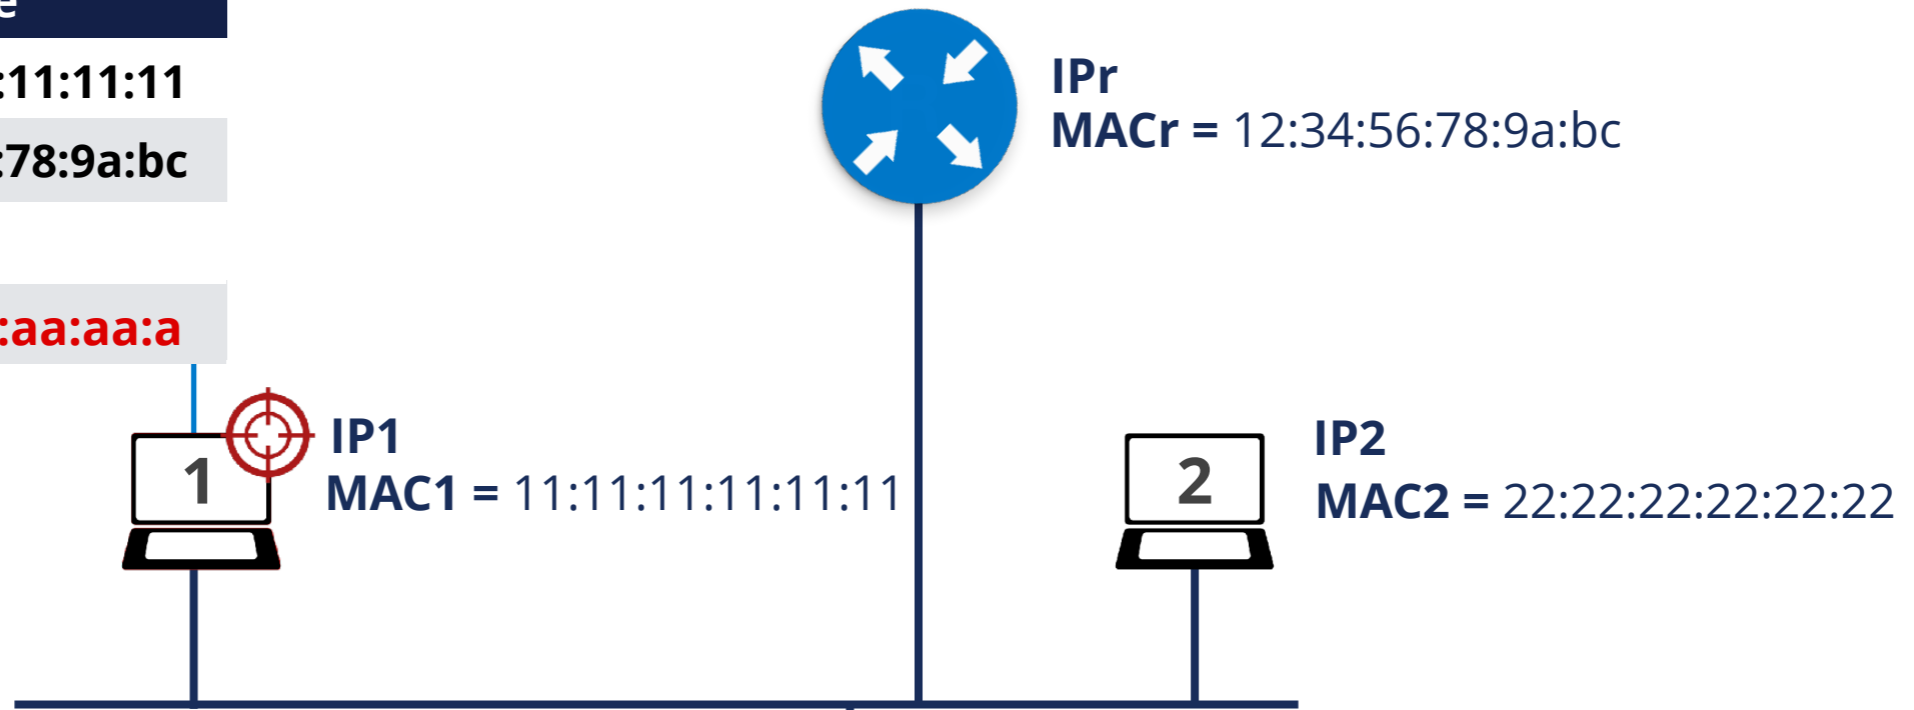 e
:11:11:11
:78:9a:bc
:aa:aa:a
IPr
MACr = 12:34:56:78:9a:bc
1
IP1
MAC1 = 11:11:11:11:11:11
2
IP2
MAC2 = 22:22:22:22:22:22